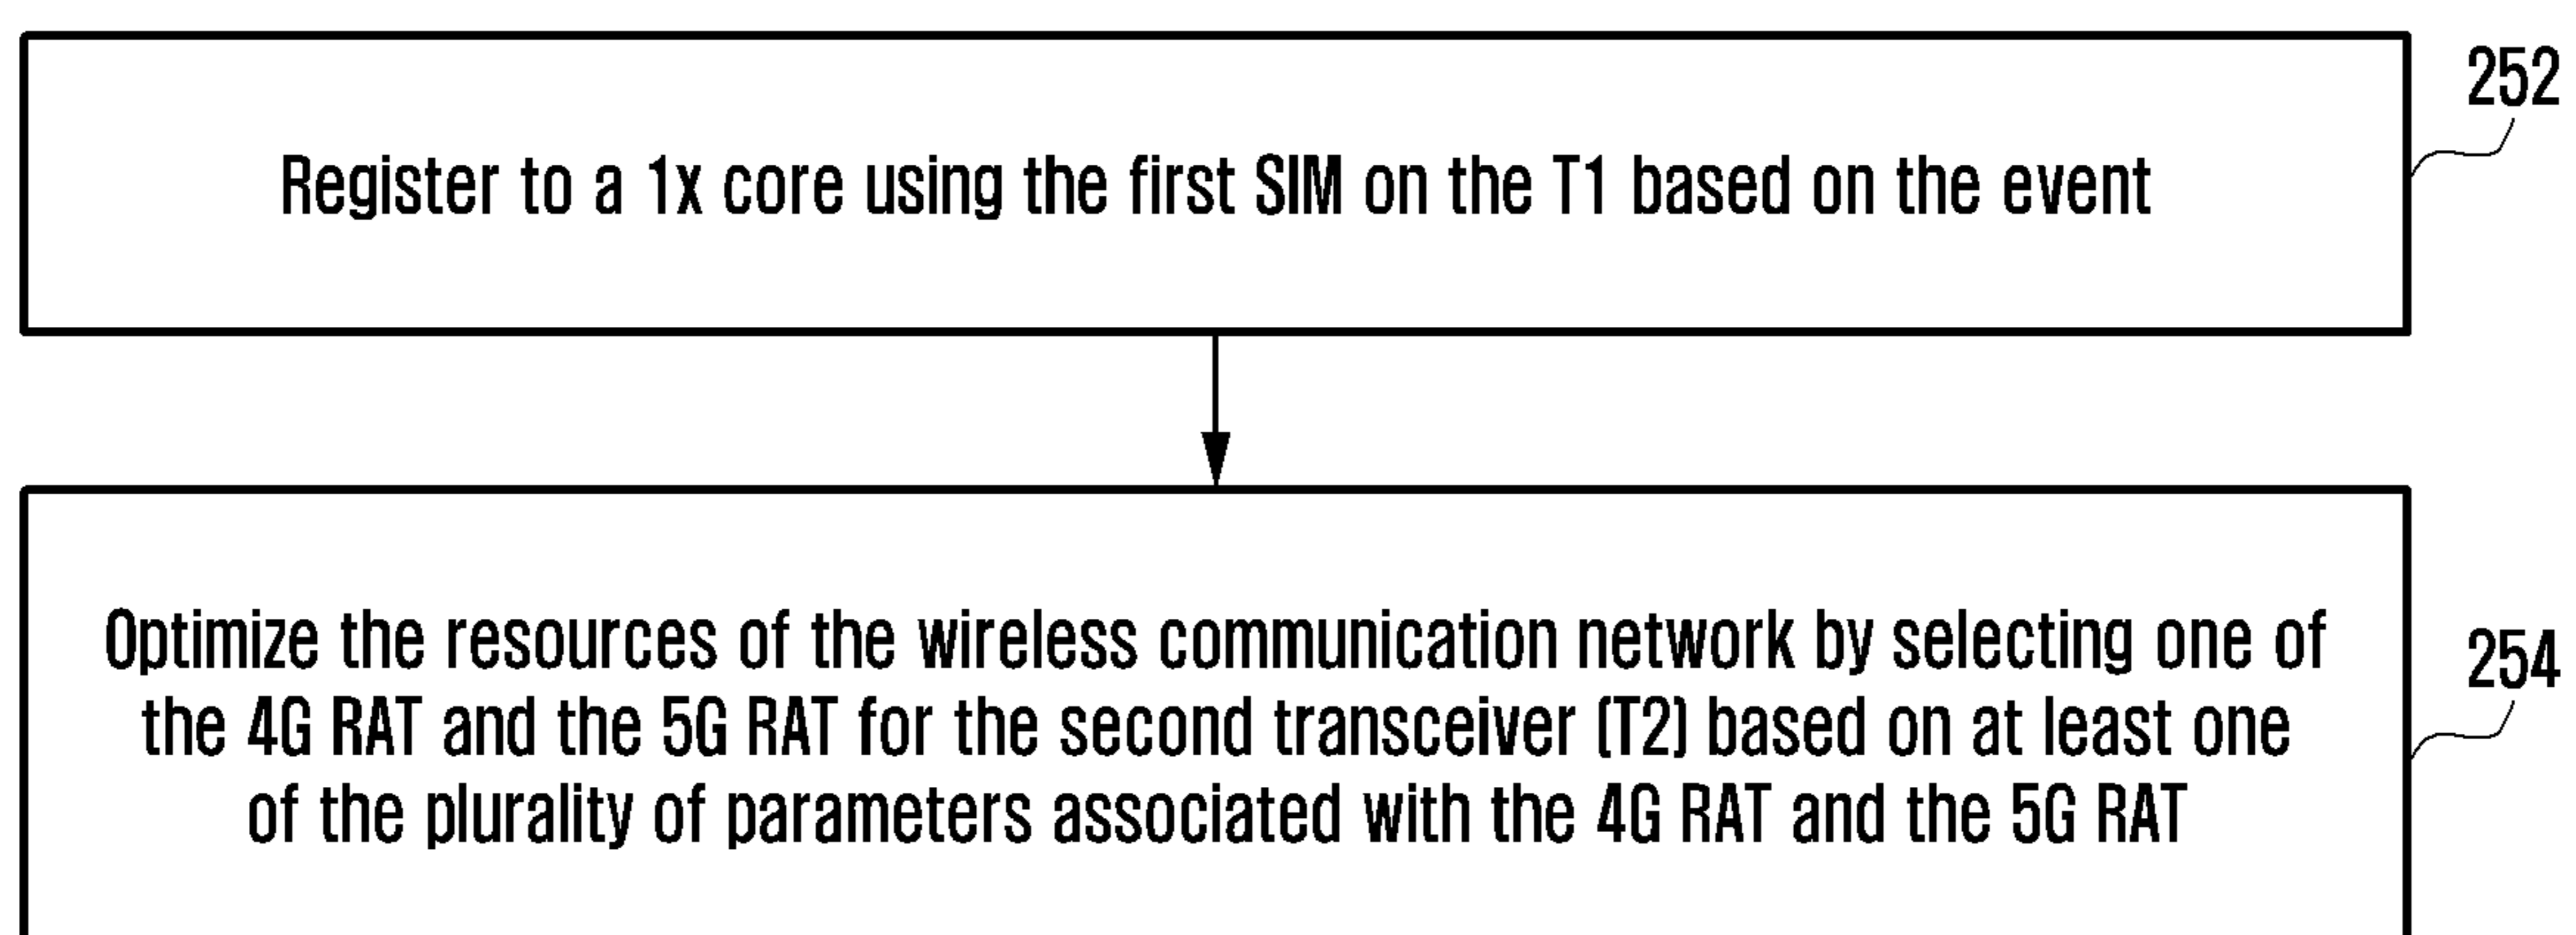 252
Register to a 1x core using the first SIM on the T1 based on the event
Optimize the resources of the wireless communication network by selecting one of
the 4G RAT and the 5G RAT for the second transceiver (T2) based on at least one
of the plurality of parameters associated with the 4G RAT and the 5G RAT
254